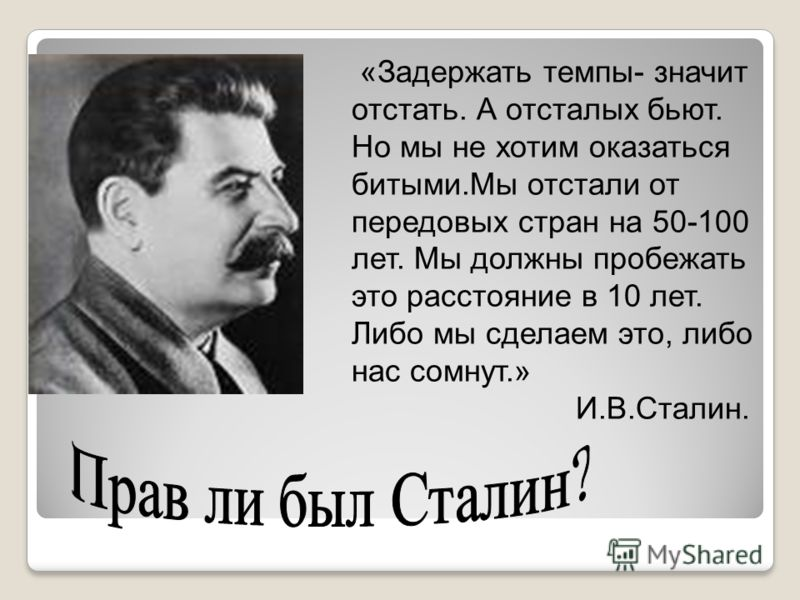 «Задержать темпы- значит
отстать. А отсталых бьют.
Но мы не хотим оказаться
битыми.Мы отстали от
передовых стран на 50-100
лет. Мы должны пробежать
это расстояние в 10 лет.
Либо мы сделаем это, либо
нас сомнут.»
И.В.Сталин.
Прав ли был Сталин?
MyShared